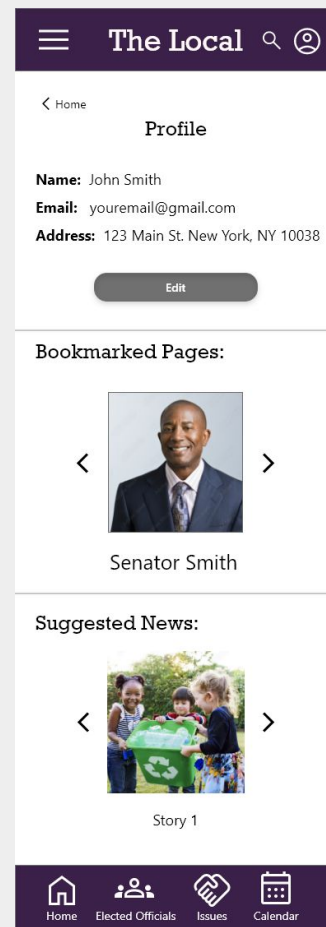 The Local
Home
Profile
Name: John Smith
Email: youremail@gmail.com
Address: 123 Main St. New York, NY 10038
Edit
Bookmarked Pages:
Senator Smith
Suggested News:
Story 1
Home Elected Officials Issues Calendar